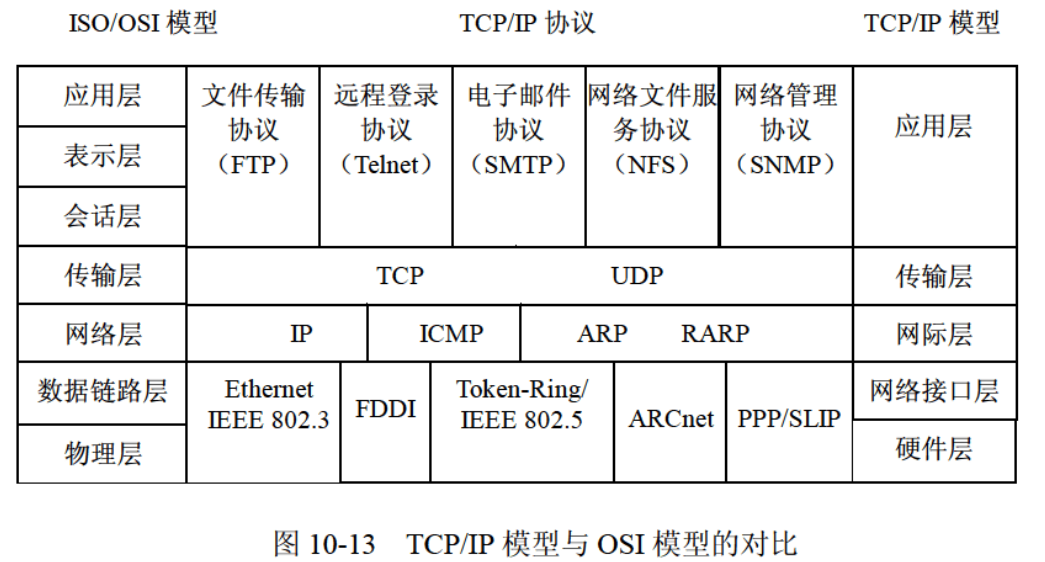 ISO/OSI 模型 TCP/IP 协议 TCP/IP 模型
应用层
表示层
会话层
文件传输
协议
（FTP）
远程登录
协议
（Telnet）
电子邮件
协议
（SMTP）
网络文件服
务协议
（NFS）
网络管理
协议
（SNMP）
应用层
传输层 TCP UDP 传输层
网络层 IP ICMP ARP RARP 网际层
数据链路层
物理层
Ethernet
IEEE 802.3
FDDI
Token-Ring/
IEEE 802.5
ARCnet
PPP/SLIP
网络接口层
硬件层
图 10-13 TCP/IP 模型与 OSI 模型的对比